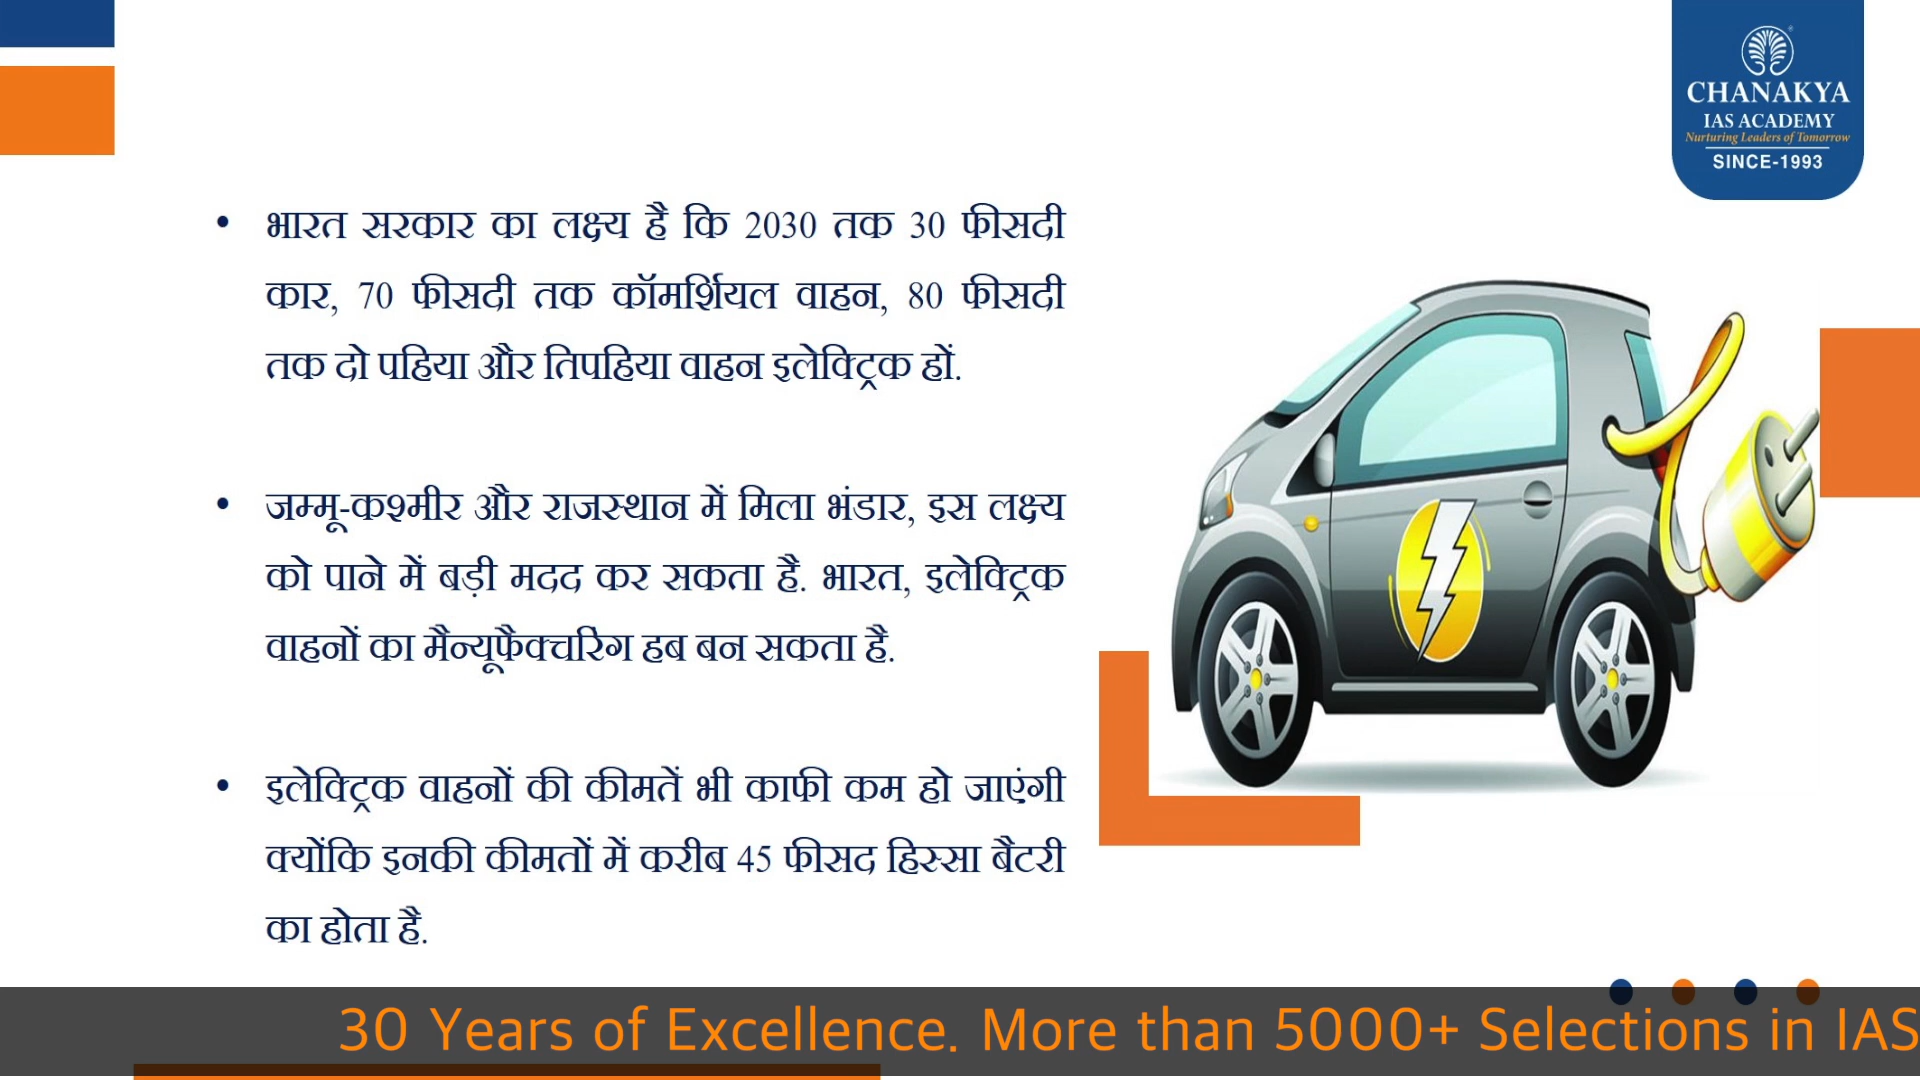 CHANAKYA
IAS ACADEMY
Nurturing Leaders of Tomorrow
SINCE-1993
• भारत सरकार का लक्ष्य है कि 2030 तक 30 फीसदी
कार, 70 फीसदी तक कॉमर्शियल वाहन, 80 फीसदी
तक दो पहिया और तिपहिया वाहन इलेक्ट्रिक हों.
• जम्मू-कश्मीर और राजस्थान में मिला भंडार, इस लक्ष्य
को पाने में बड़ी मदद कर सकता है. भारत, इलेक्ट्रिक
वाहनों का मैन्यूफैक्चरिंग हब बन सकता है.
• इलेक्ट्रिक वाहनों की कीमतें भी काफी कम हो जाएंगी
क्योंकि इनकी कीमतों में करीब 45 फीसद हिस्सा बैटरी
का होता है.
30 Years of Excellence. More than 5000+ Selections in IAS